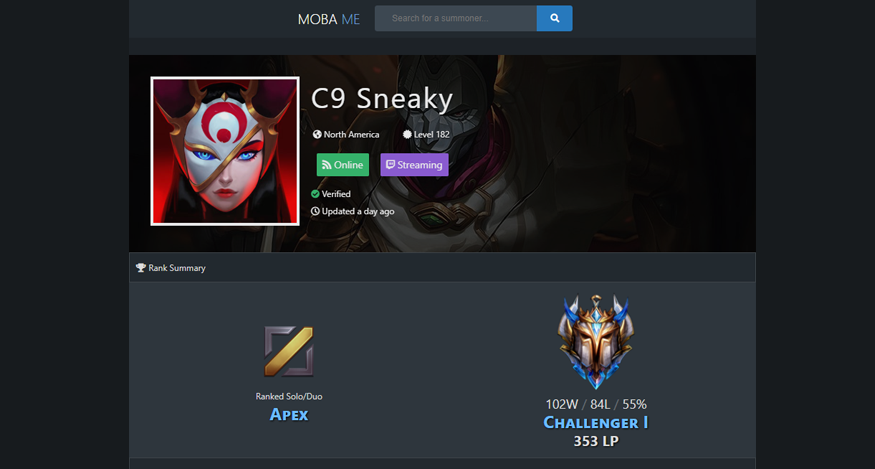 MOBA ME
Search for a summoner...
C9 Sneaky
North America
Level 182
Online
Streaming
Verified
Updated a day ago
Rank Summary
Ranked Solo/Duo
Apex
102W / 84L / 55%
Challenger I
353 LP